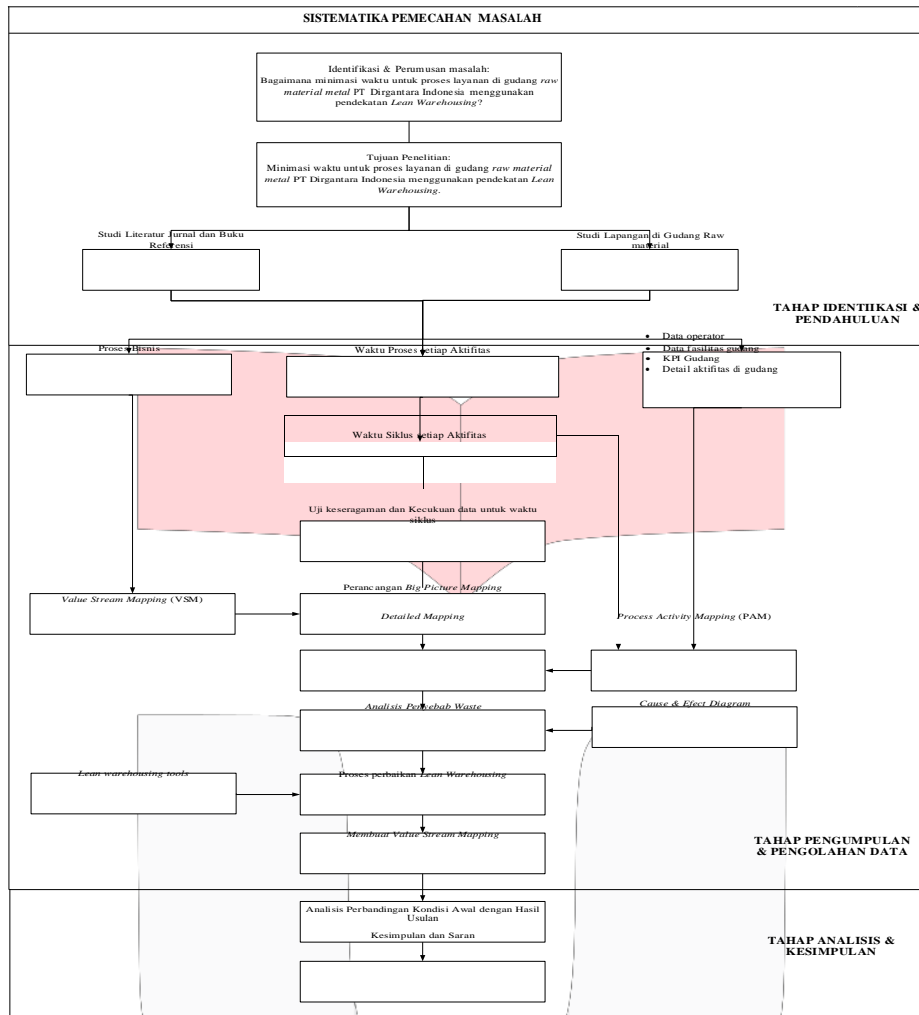 SISTEMATIKA PEMECAHAN MASALAH
Identifikasi & Perumusan masalah:
Bagaimana minimasi waktu untuk proses layanan di gudang raw
material metal PT Dirgantara Indonesia menggunakan
pendekatan Lean Warehousing?
Tujuan Penelitian:
Minimasi waktu untuk proses layanan di gudang raw material
metal PT Dirgantara Indonesia menggunakan pendekatan Lean
Warehousing.
Studi Literatur Jurnal dan Buku
Referensi
Studi Lapangan di Gudang Raw
material
TAHAP IDENTIIKASI &
PENDAHULUAN
Proses Bisnis
Waktu Proses setiap Aktifitas
• Data operator
• Data fasilitas gudang
• KPI Gudang
• Detail aktifitas di gudang
Waktu Siklus setiap Aktifitas
Uji keseragaman dan Kecukuan data untuk waktu
siklus
Perancangan Big Picture Mapping
Value Stream Mapping (VSM)
Detailed Mapping
Process Activity Mapping (PAM)
Analisis Penyebab Waste
Cause & Efect Diagram
Lean warehousing tools
Proses perbaikan Lean Warehousing
Membuat Value Stream Mapping
TAHAP PENGUMPULAN
& PENGOLAHAN DATA
Analisis Perbandingan Kondisi Awal dengan Hasil
Usulan
Kesimpulan dan Saran
TAHAP ANALISIS &
KESIMPULAN